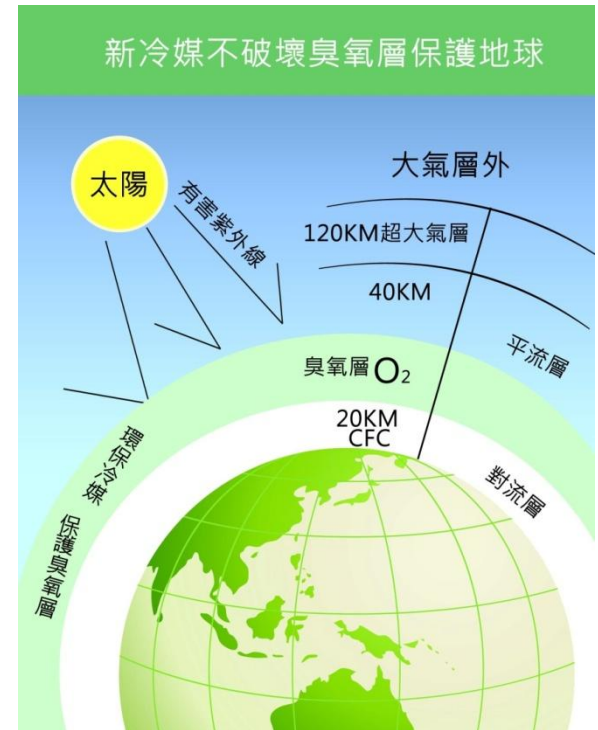 新冷媒不破壞臭氧層保護地球
太陽
有害紫外線
大氣層外
120KM超大氣層
40KM
平流層
臭氧層O₂
20KM
CFC
對流層
環保冷媒 保護臭氧層